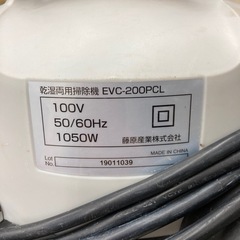 乾湿両用掃除機 EVC-200PCL
100V
50/60Hz
1050W
藤原産業株式会社
MADE IN CHINA
Lot No. 19011039